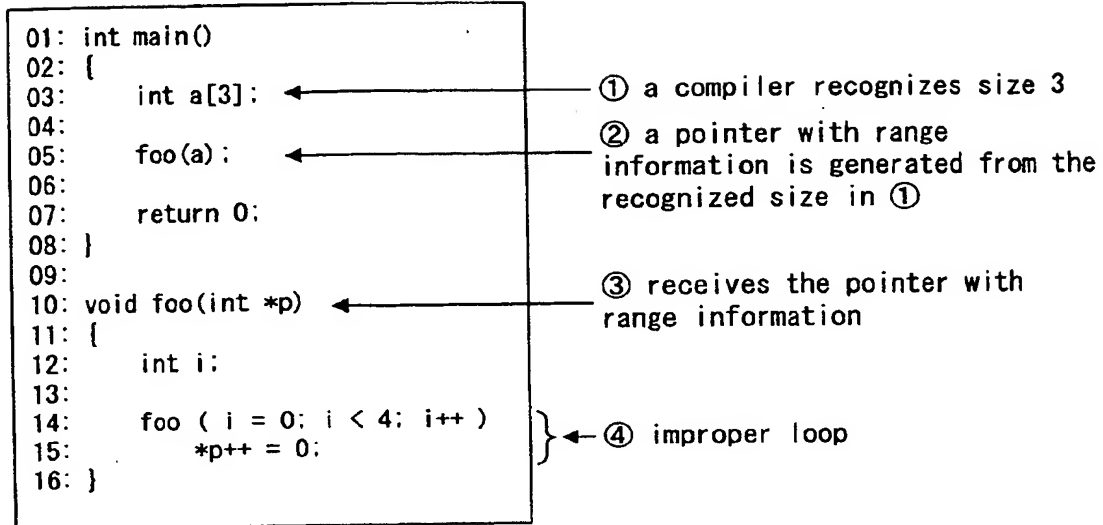 01: int main()
02: {
03: int a[3]; ① a compiler recognizes size 3
04:
05: foo(a); ② a pointer with range
information is generated from the
06:
recognized size in ①
07: return 0;
08: }
09:
10: void foo(int *p) ③ receives the pointer with
range information
11: {
12: int i;
13:
14: foo ( i = 0; i < 4; i++ )
④ improper loop
15: *p++ = 0;
16: }